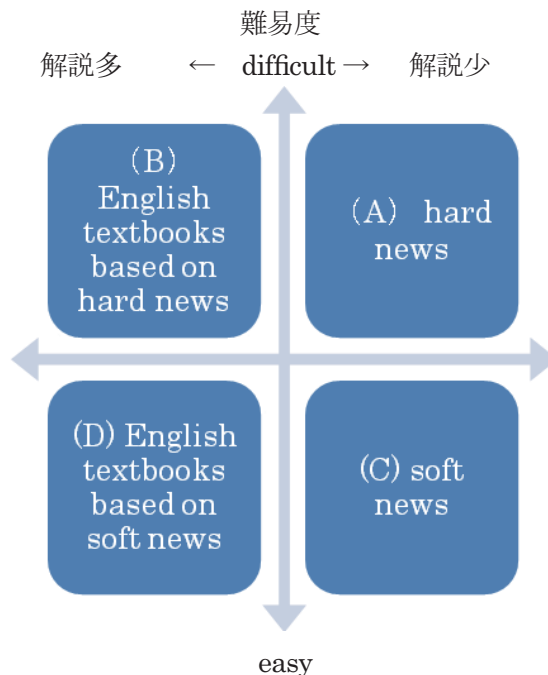 難易度
解説多 ← difficult → 解説少
(B)
English
textbooks
based on
hard news
(A) hard
news
(D) English
textbooks
based on
soft news
(C) soft
news
easy